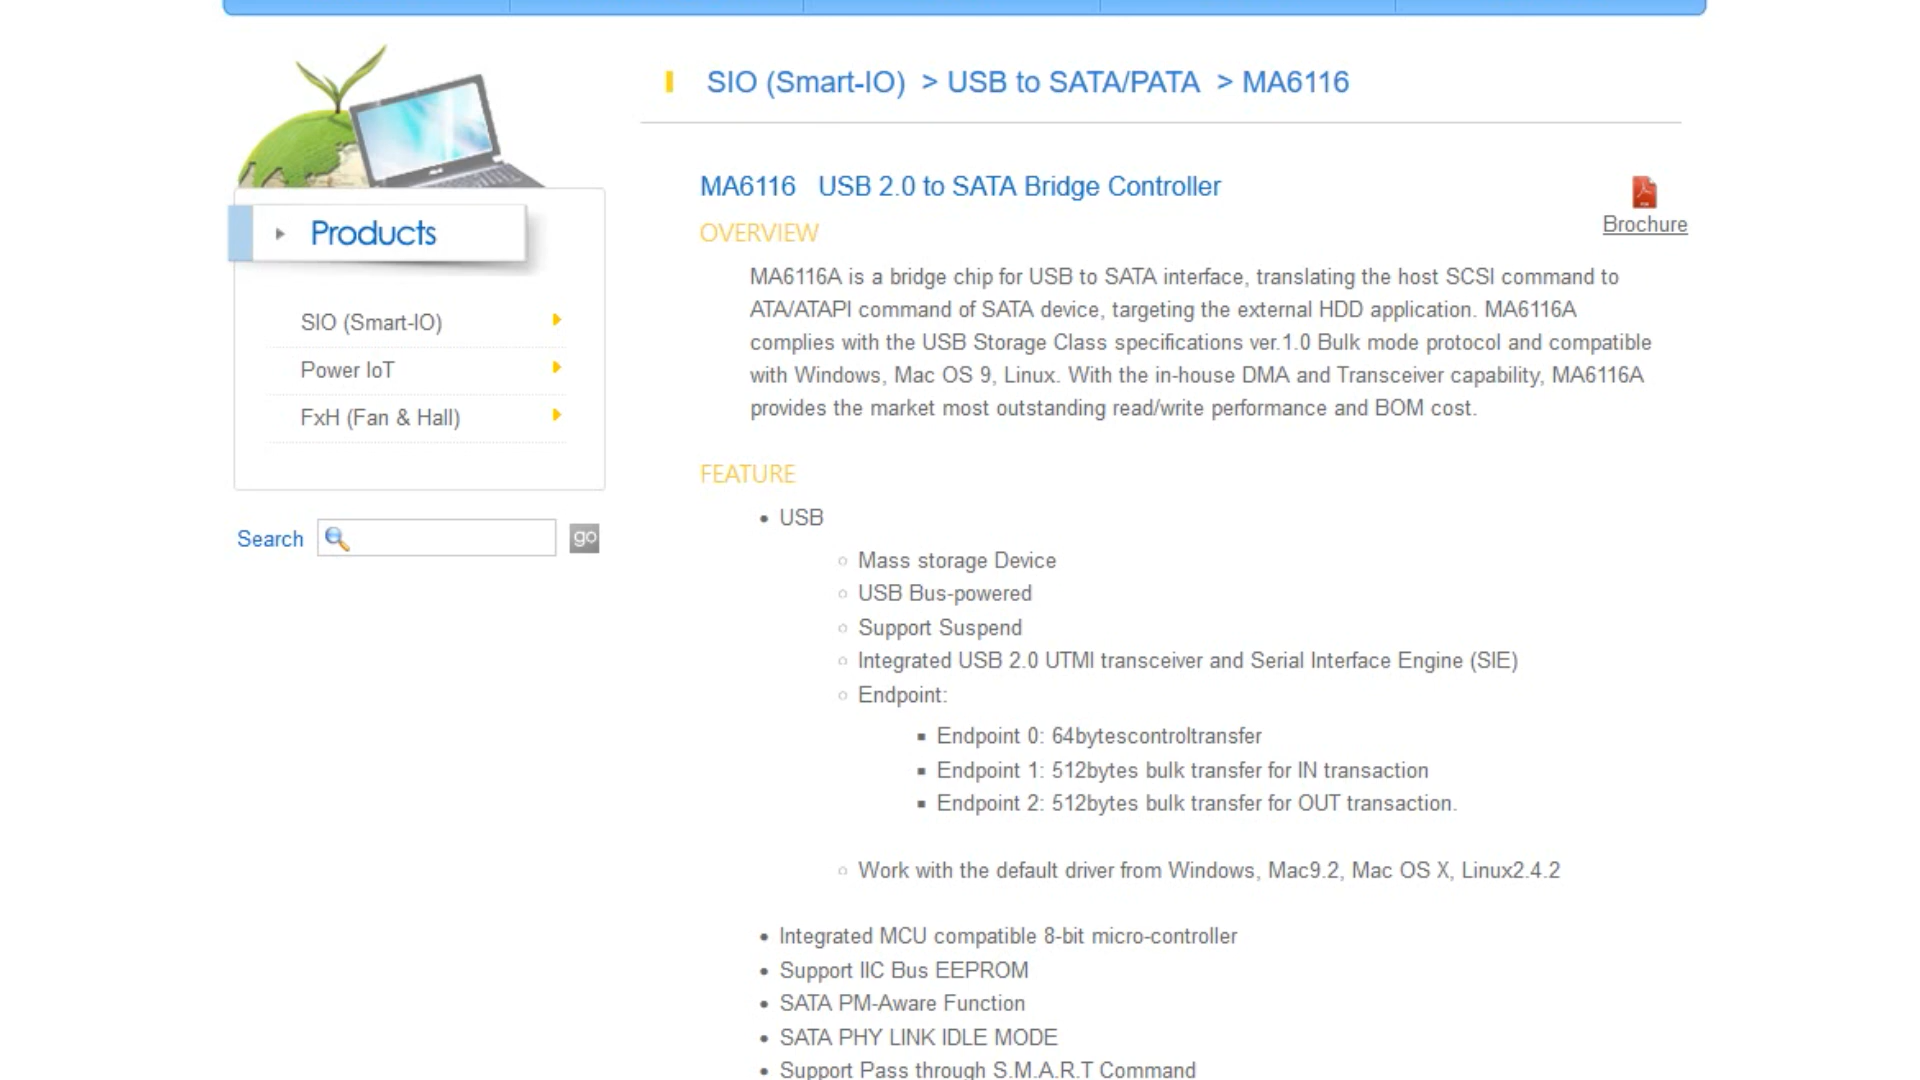 SIO (Smart-IO) > USB to SATA/PATA > MA6116
MA6116 USB 2.0 to SATA Bridge Controller
Brochure
OVERVIEW
MA6116A is a bridge chip for USB to SATA interface, translating the host SCSI command to
ATA/ATAPI command of SATA device, targeting the external HDD application. MA6116A
complies with the USB Storage Class specifications ver.1.0 Bulk mode protocol and compatible
with Windows, Mac OS 9, Linux. With the in-house DMA and Transceiver capability, MA6116A
provides the market most outstanding read/write performance and BOM cost.
FEATURE
• USB
○ Mass storage Device
○ USB Bus-powered
○ Support Suspend
○ Integrated USB 2.0 UTMI transceiver and Serial Interface Engine (SIE)
○ Endpoint:
▪ Endpoint 0: 64bytescontroltransfer
▪ Endpoint 1: 512bytes bulk transfer for IN transaction
▪ Endpoint 2: 512bytes bulk transfer for OUT transaction.
○ Work with the default driver from Windows, Mac9.2, Mac OS X, Linux2.4.2
• Integrated MCU compatible 8-bit micro-controller
• Support IIC Bus EEPROM
• SATA PM-Aware Function
• SATA PHY LINK IDLE MODE
• Support Pass through S.M.A.R.T Command
Products
SIO (Smart-IO)
Power IoT
FxH (Fan & Hall)
Search
go